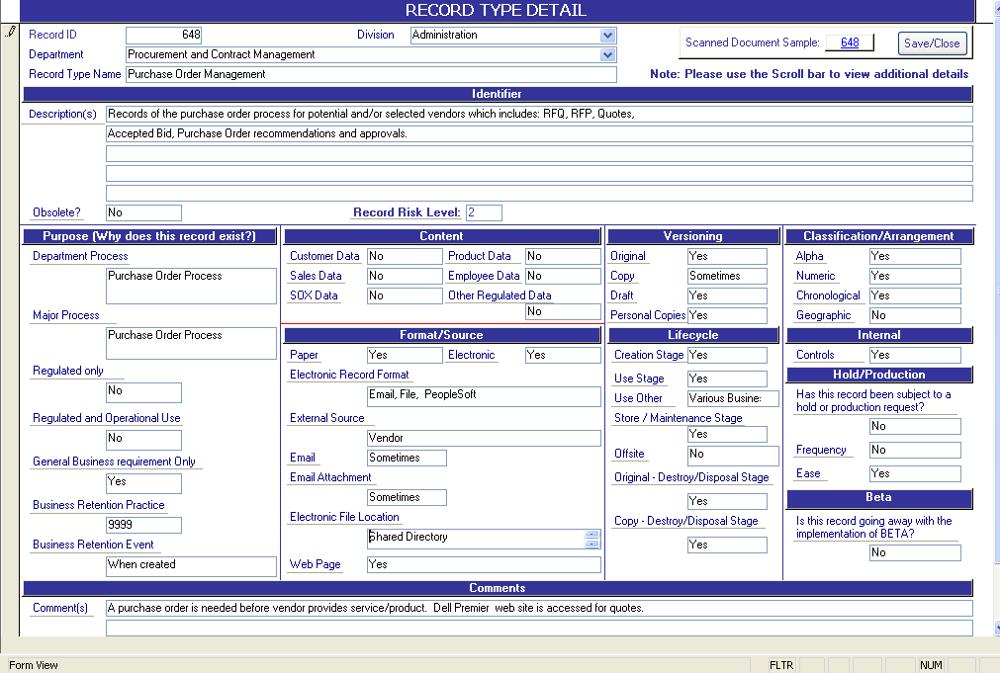 RECORD TYPE DETAIL
Record ID 648 Division Administration Scanned Document Sample: 648 Save/Close
Department Procurement and Contract Management
Record Type Name Purchase Order Management Note: Please use the Scroll bar to view additional details
Identifier
Description(s) Records of the purchase order process for potential and/or selected vendors which includes: RFQ, RFP, Quotes,
Accepted Bid, Purchase Order recommendations and approvals.
Obsolete? No Record Risk Level: 2
Purpose (Why does this record exist?)
Department Process
Purchase Order Process
Major Process
Purchase Order Process
Regulated only
No
Regulated and Operational Use
No
General Business requirement Only
Yes
Business Retention Practice
9999
Business Retention Event
When created
Content
Customer Data No Product Data No
Sales Data No Employee Data No
SOX Data No Other Regulated Data
No
Format/Source
Paper Yes Electronic Yes
Electronic Record Format
Email, File, PeopleSoft
External Source
Vendor
Email Sometimes
Email Attachment
Sometimes
Electronic File Location
Shared Directory
Web Page Yes
Versioning
Original Yes
Copy Sometimes
Draft Yes
Personal Copies Yes
Lifecycle
Creation Stage Yes
Use Stage Yes
Use Other Various Busine:
Store / Maintenance Stage
Yes
Offsite No
Original - Destroy/Disposal Stage
Yes
Copy - Destroy/Disposal Stage
Yes
Classification/Arrangement
Alpha Yes
Numeric Yes
Chronological Yes
Geographic No
Internal
Controls Yes
Hold/Production
Has this record been subject to a
hold or production request?
No
Frequency No
Ease Yes
Beta
Is this record going away with the
implementation of BETA?
No
Comments
Comment(s) A purchase order is needed before vendor provides service/product. Dell Premier web site is accessed for quotes.
Form View FLTR NUM